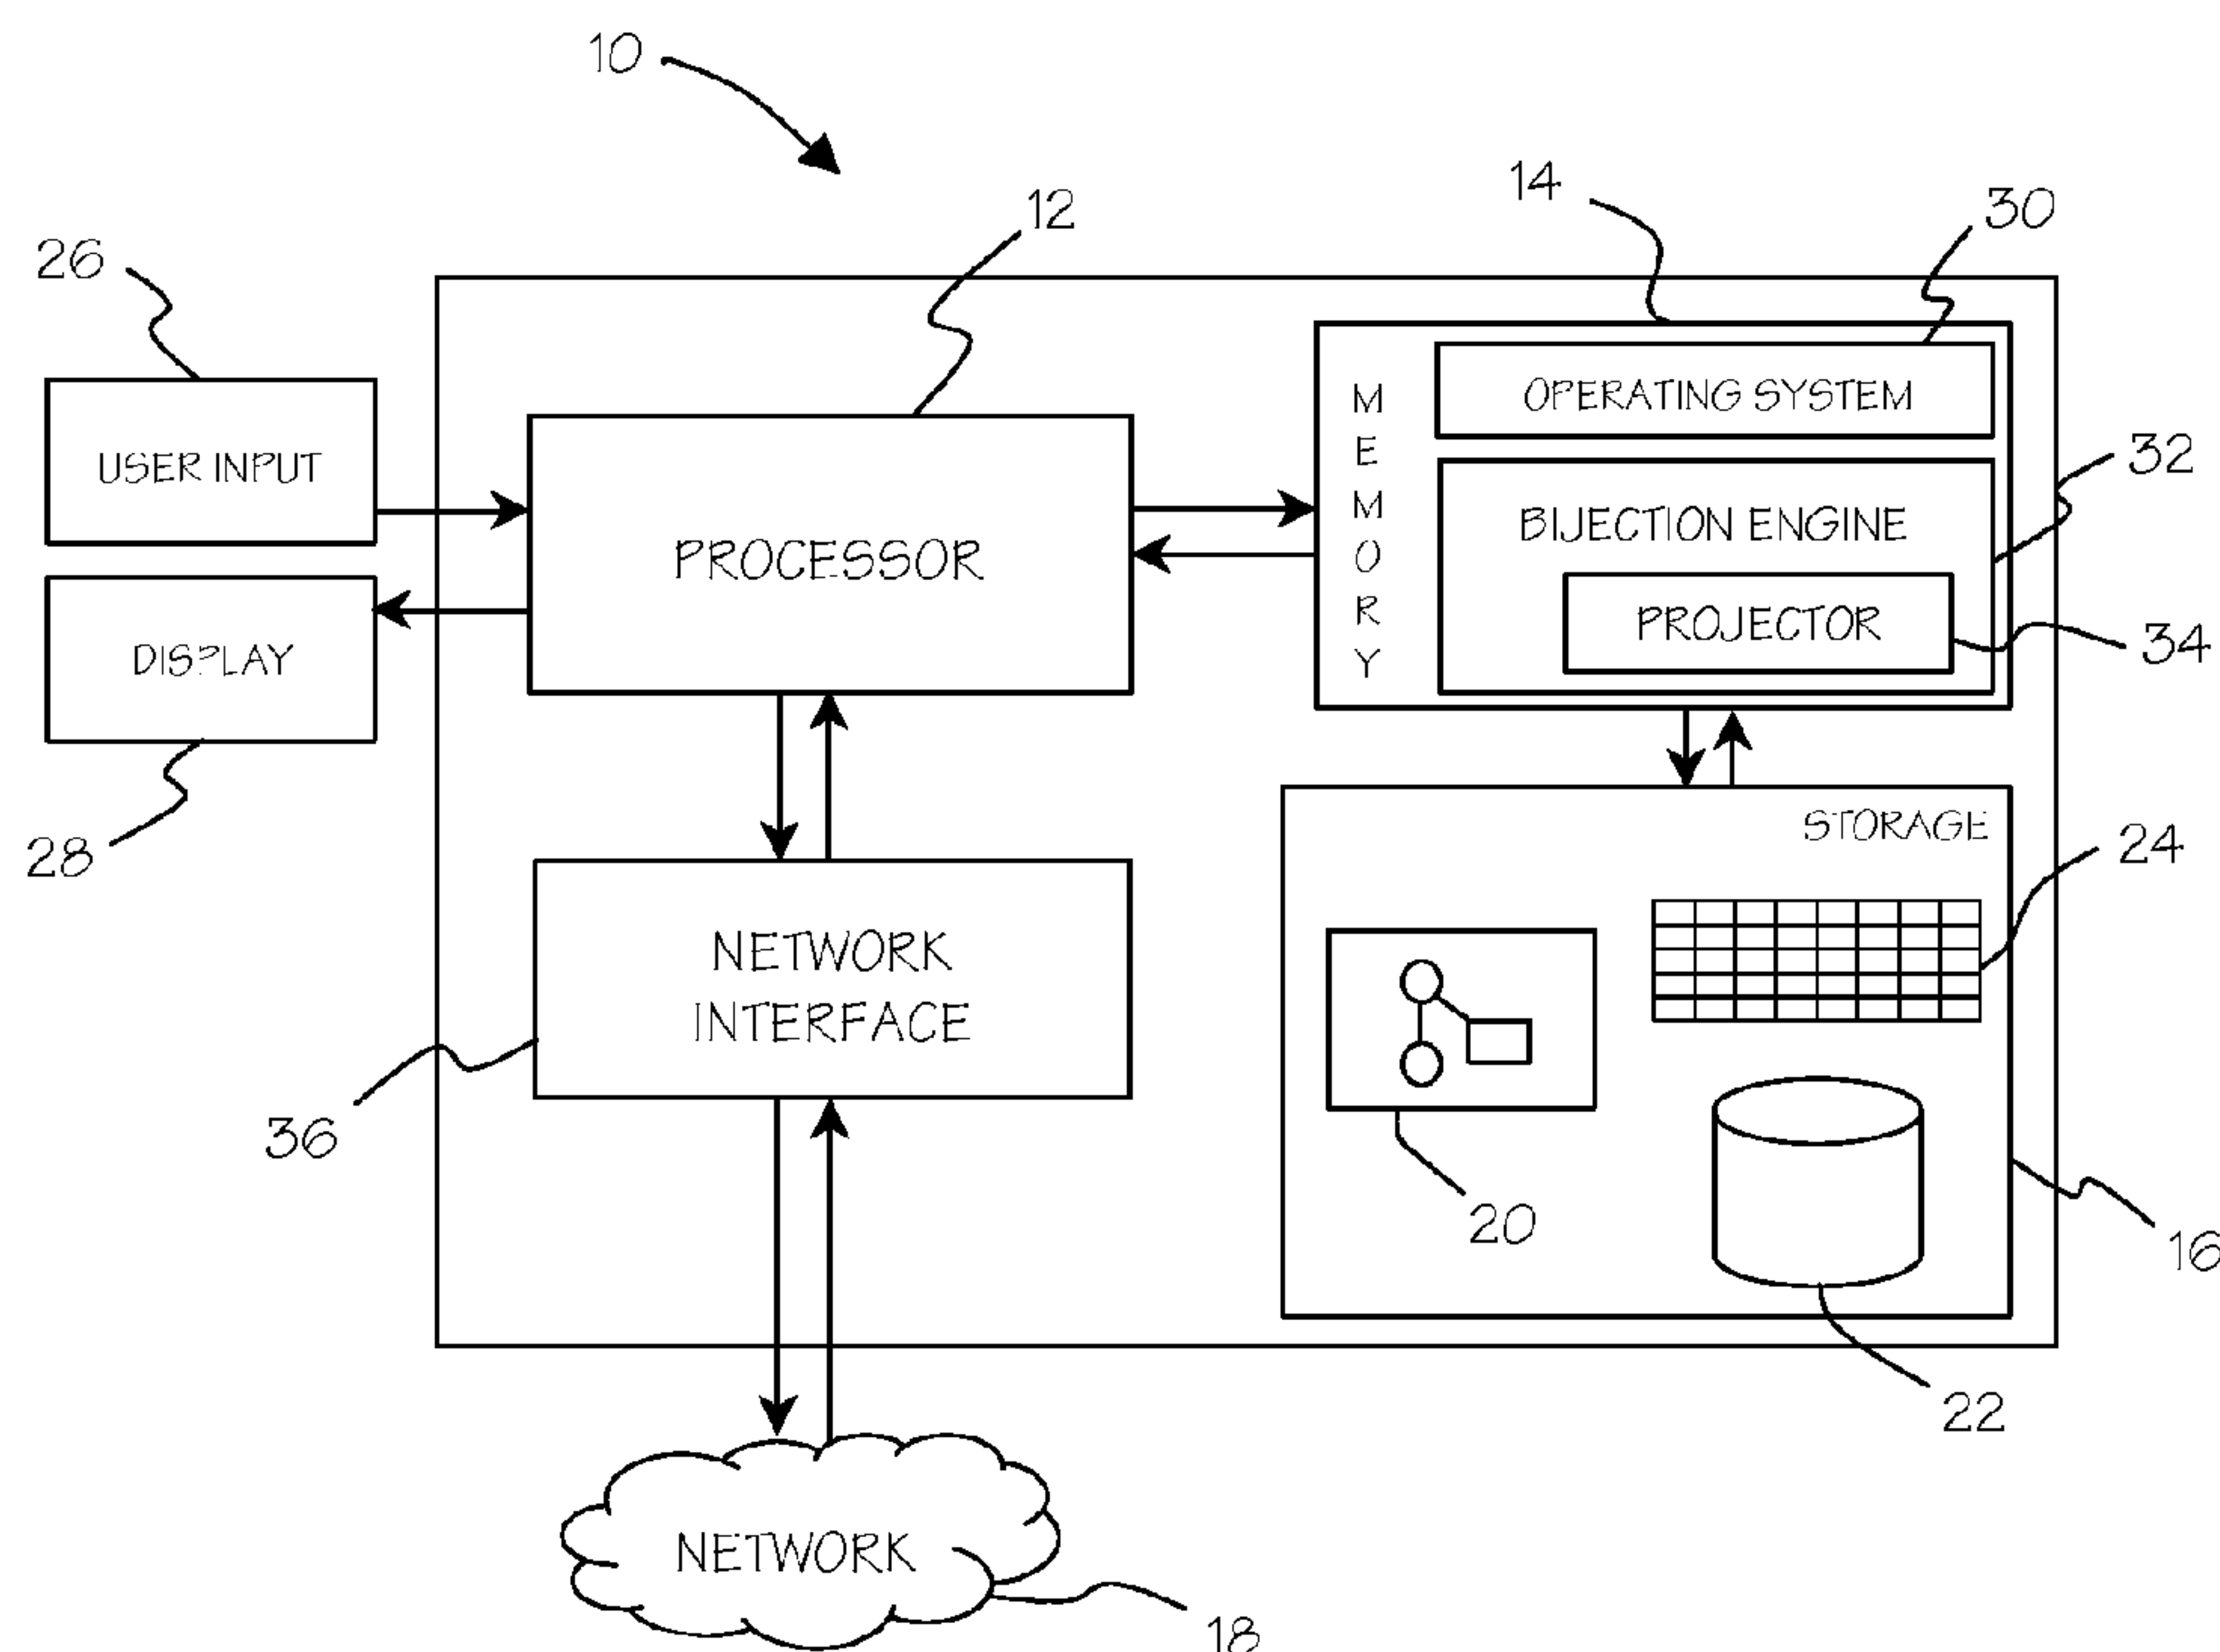 10
12
14
30
26
USER INPUT
PROCESSOR
MEMORY
OPERATING SYSTEM
32
BIJECTION ENGINE
PROJECTOR
34
DISPLAY
28
STORAGE
24
NETWORK
INTERFACE
36
20
16
22
NETWORK
18